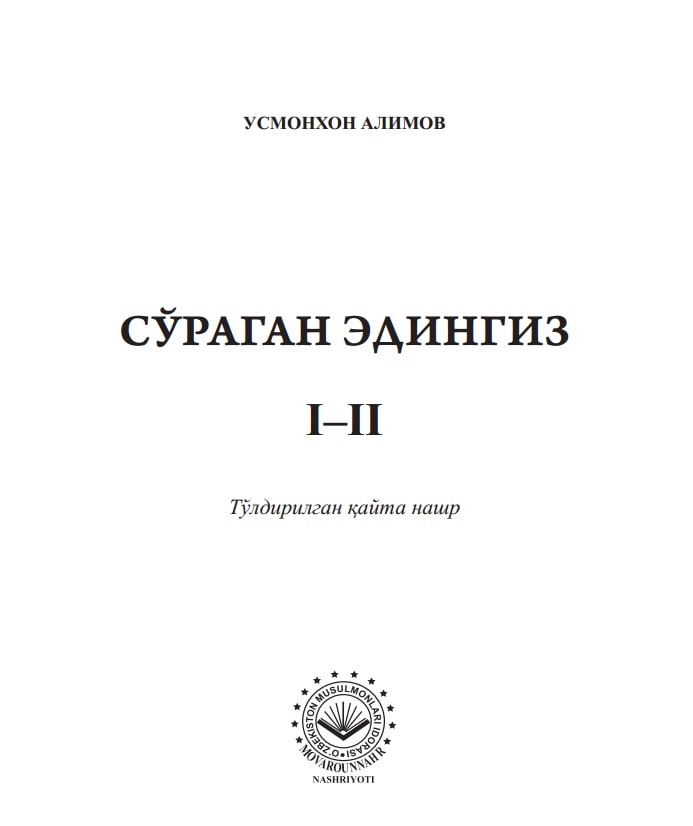 УСМОНХОН АЛИМОВ
СЎРАГАН ЭДИНГИЗ
I–II
Тўлдирилган қайта нашр
O‘ZBEKISTON MUSULMONLARI IDORASI
MOVAROUNNAHR
NASHRIYOTI